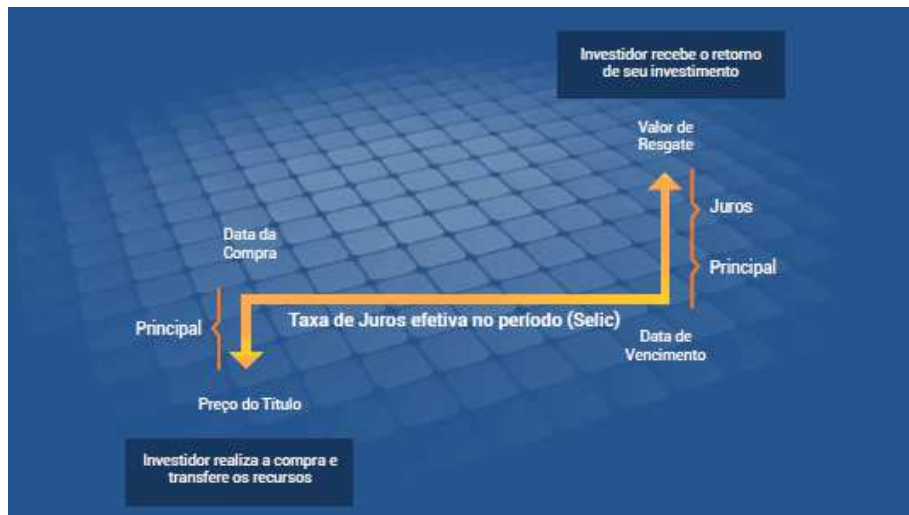 Investidor recebe o retorno
de seu investimento
Valor de
Resgate
Juros
Principal
Data da
Compra
Principal
Taxa de Juros efetiva no período (Selic)
Data de
Vencimento
Preço do Título
Investidor realiza a compra e
transfere os recursos